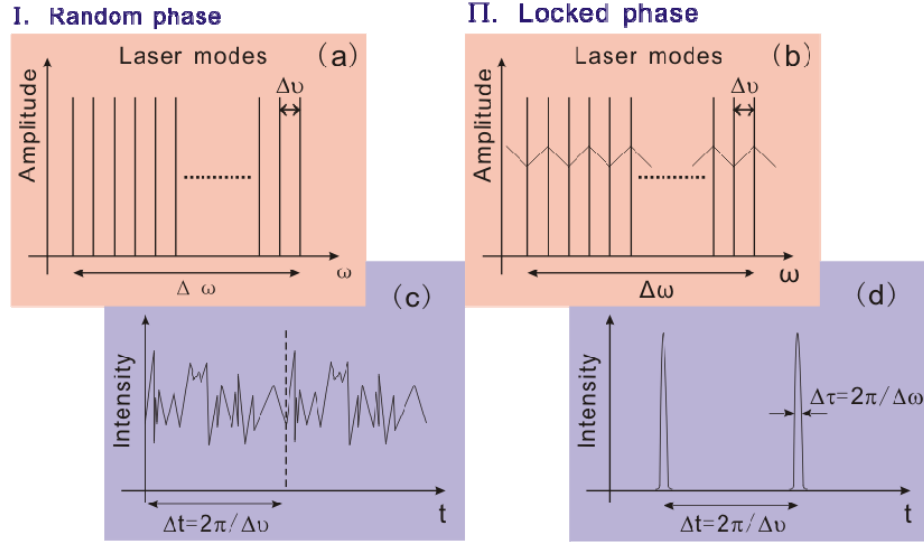 I. Random phase
II. Locked phase
Laser modes (a)
Δυ
Amplitude
ω
Δ ω
Laser modes (b)
Δυ
Amplitude
ω
Δω
(c)
Intensity
t
Δt=2π/Δυ
(d)
Intensity
Δτ=2π/Δω
t
Δt=2π/Δυ